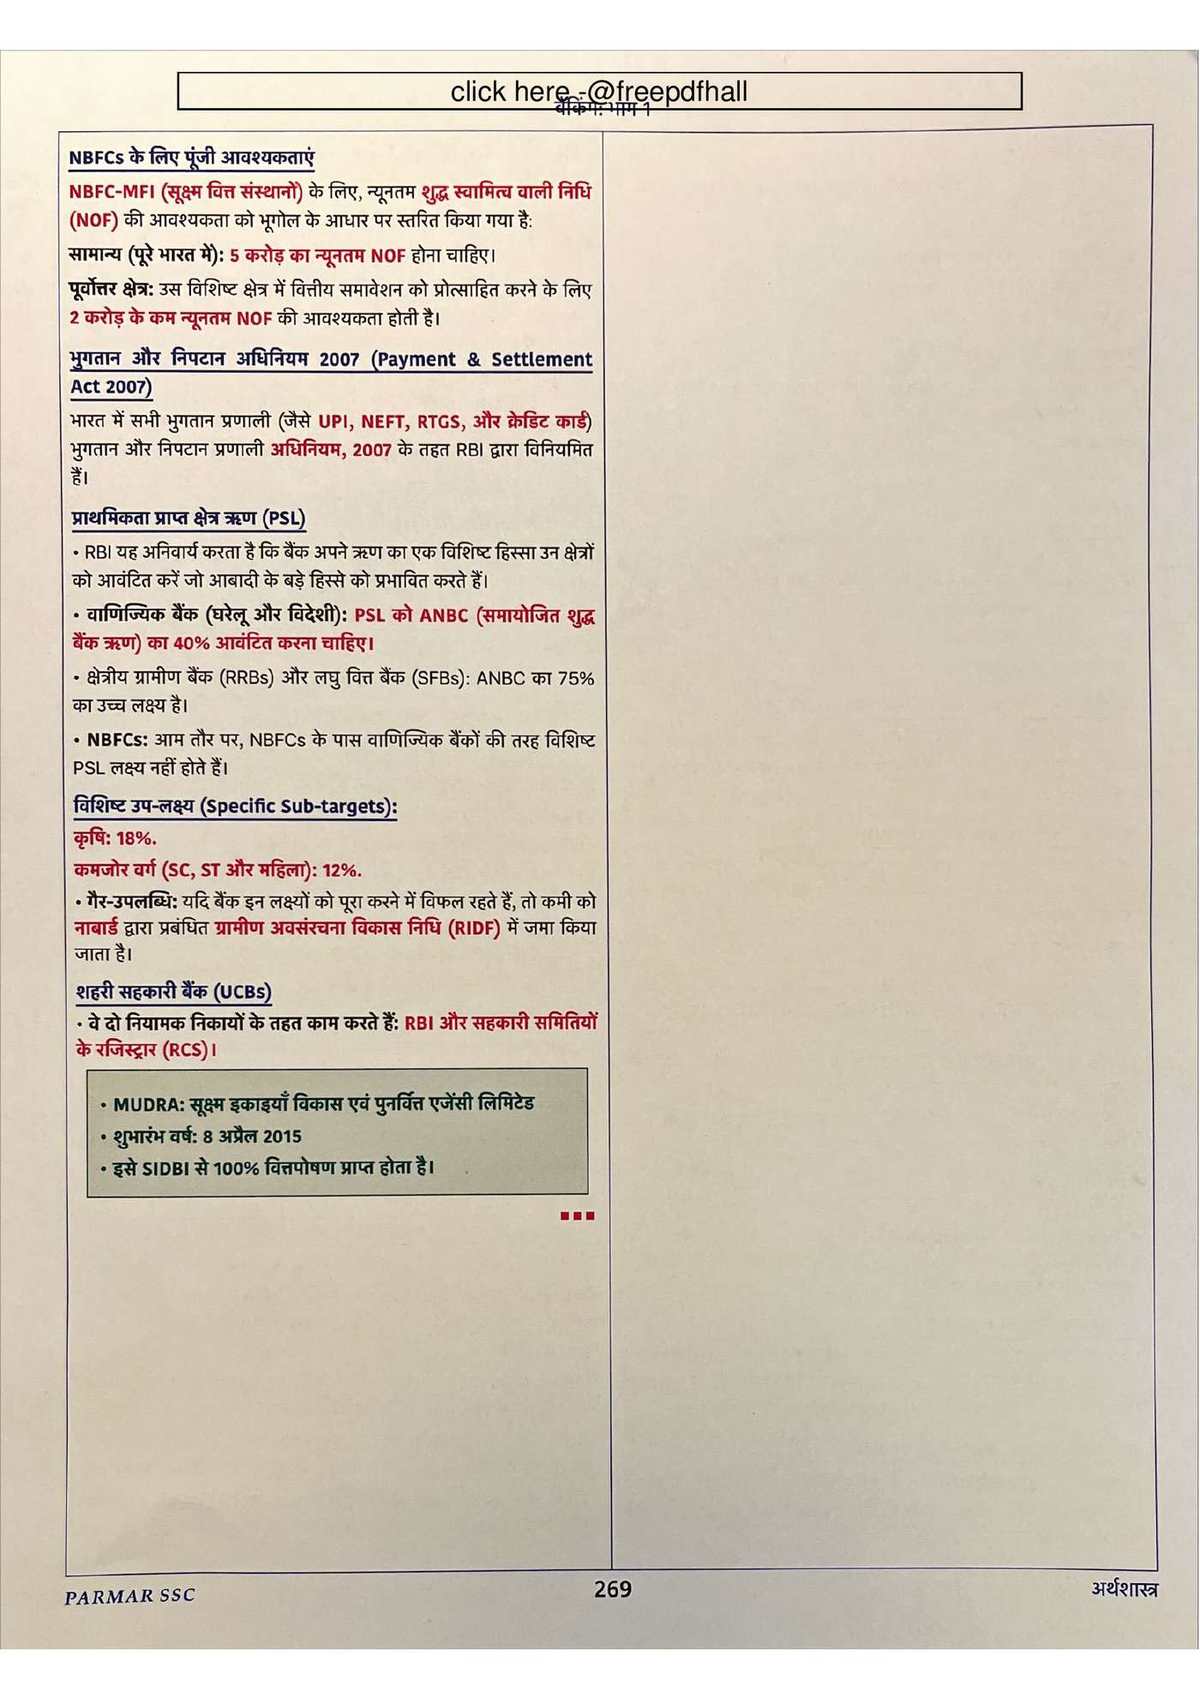 click here -@freepdfhall
बैंकिंग: भाग 1
NBFCs के लिए पूंजी आवश्यकताएं
NBFC-MFI (सूक्ष्म वित्त संस्थानों) के लिए, न्यूनतम शुद्ध स्वामित्व वाली निधि
(NOF) की आवश्यकता को भूगोल के आधार पर स्तरित किया गया है:
सामान्य (पूरे भारत में): 5 करोड़ का न्यूनतम NOF होना चाहिए।
पूर्वोत्तर क्षेत्र: उस विशिष्ट क्षेत्र में वित्तीय समावेशन को प्रोत्साहित करने के लिए
2 करोड़ के कम न्यूनतम NOF की आवश्यकता होती है।
भुगतान और निपटान अधिनियम 2007 (Payment & Settlement
Act 2007)
भारत में सभी भुगतान प्रणाली (जैसे UPI, NEFT, RTGS, और क्रेडिट कार्ड)
भुगतान और निपटान प्रणाली अधिनियम, 2007 के तहत RBI द्वारा विनियमित
हैं।
प्राथमिकता प्राप्त क्षेत्र ऋण (PSL)
• RBI यह अनिवार्य करता है कि बैंक अपने ऋण का एक विशिष्ट हिस्सा उन क्षेत्रों
को आवंटित करें जो आबादी के बड़े हिस्से को प्रभावित करते हैं।
• वाणिज्यिक बैंक (घरेलू और विदेशी): PSL को ANBC (समायोजित शुद्ध
बैंक ऋण) का 40% आवंटित करना चाहिए।
• क्षेत्रीय ग्रामीण बैंक (RRBs) और लघु वित्त बैंक (SFBs): ANBC का 75%
का उच्च लक्ष्य है।
• NBFCs: आम तौर पर, NBFCs के पास वाणिज्यिक बैंकों की तरह विशिष्ट
PSL लक्ष्य नहीं होते हैं।
विशिष्ट उप-लक्ष्य (Specific Sub-targets):
कृषि: 18%.
कमजोर वर्ग (SC, ST और महिला): 12%.
• गैर-उपलब्धि: यदि बैंक इन लक्ष्यों को पूरा करने में विफल रहते हैं, तो कमी को
नाबार्ड द्वारा प्रबंधित ग्रामीण अवसंरचना विकास निधि (RIDF) में जमा किया
जाता है।
शहरी सहकारी बैंक (UCBs)
• वे दो नियामक निकायों के तहत काम करते हैं: RBI और सहकारी समितियों
के रजिस्ट्रार (RCS)।
• MUDRA: सूक्ष्म इकाइयाँ विकास एवं पुनर्वित्त एजेंसी लिमिटेड
• शुभारंभ वर्ष: 8 अप्रैल 2015
• इसे SIDBI से 100% वित्तपोषण प्राप्त होता है।
PARMAR SSC
269
अर्थशास्त्र